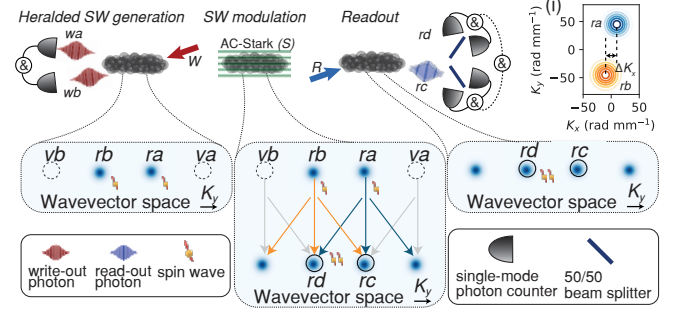 Heralded SW generation
SW modulation
Readout
(i)
wa
wb
&
W
AC-Stark (S)
R
rd
rc
&
&
&
ra
rb
ΔKₓ
50
0
−50
−50
0
50
K_y (rad mm⁻¹)
Kₓ (rad mm⁻¹)
vb rb ra va
Wavevector space K_y
vb rb ra va
rd rc
Wavevector space K_y
rd rc
Wavevector space K_y
write-out
photon
read-out
photon
spin wave
single-mode
photon counter
50/50
beam splitter